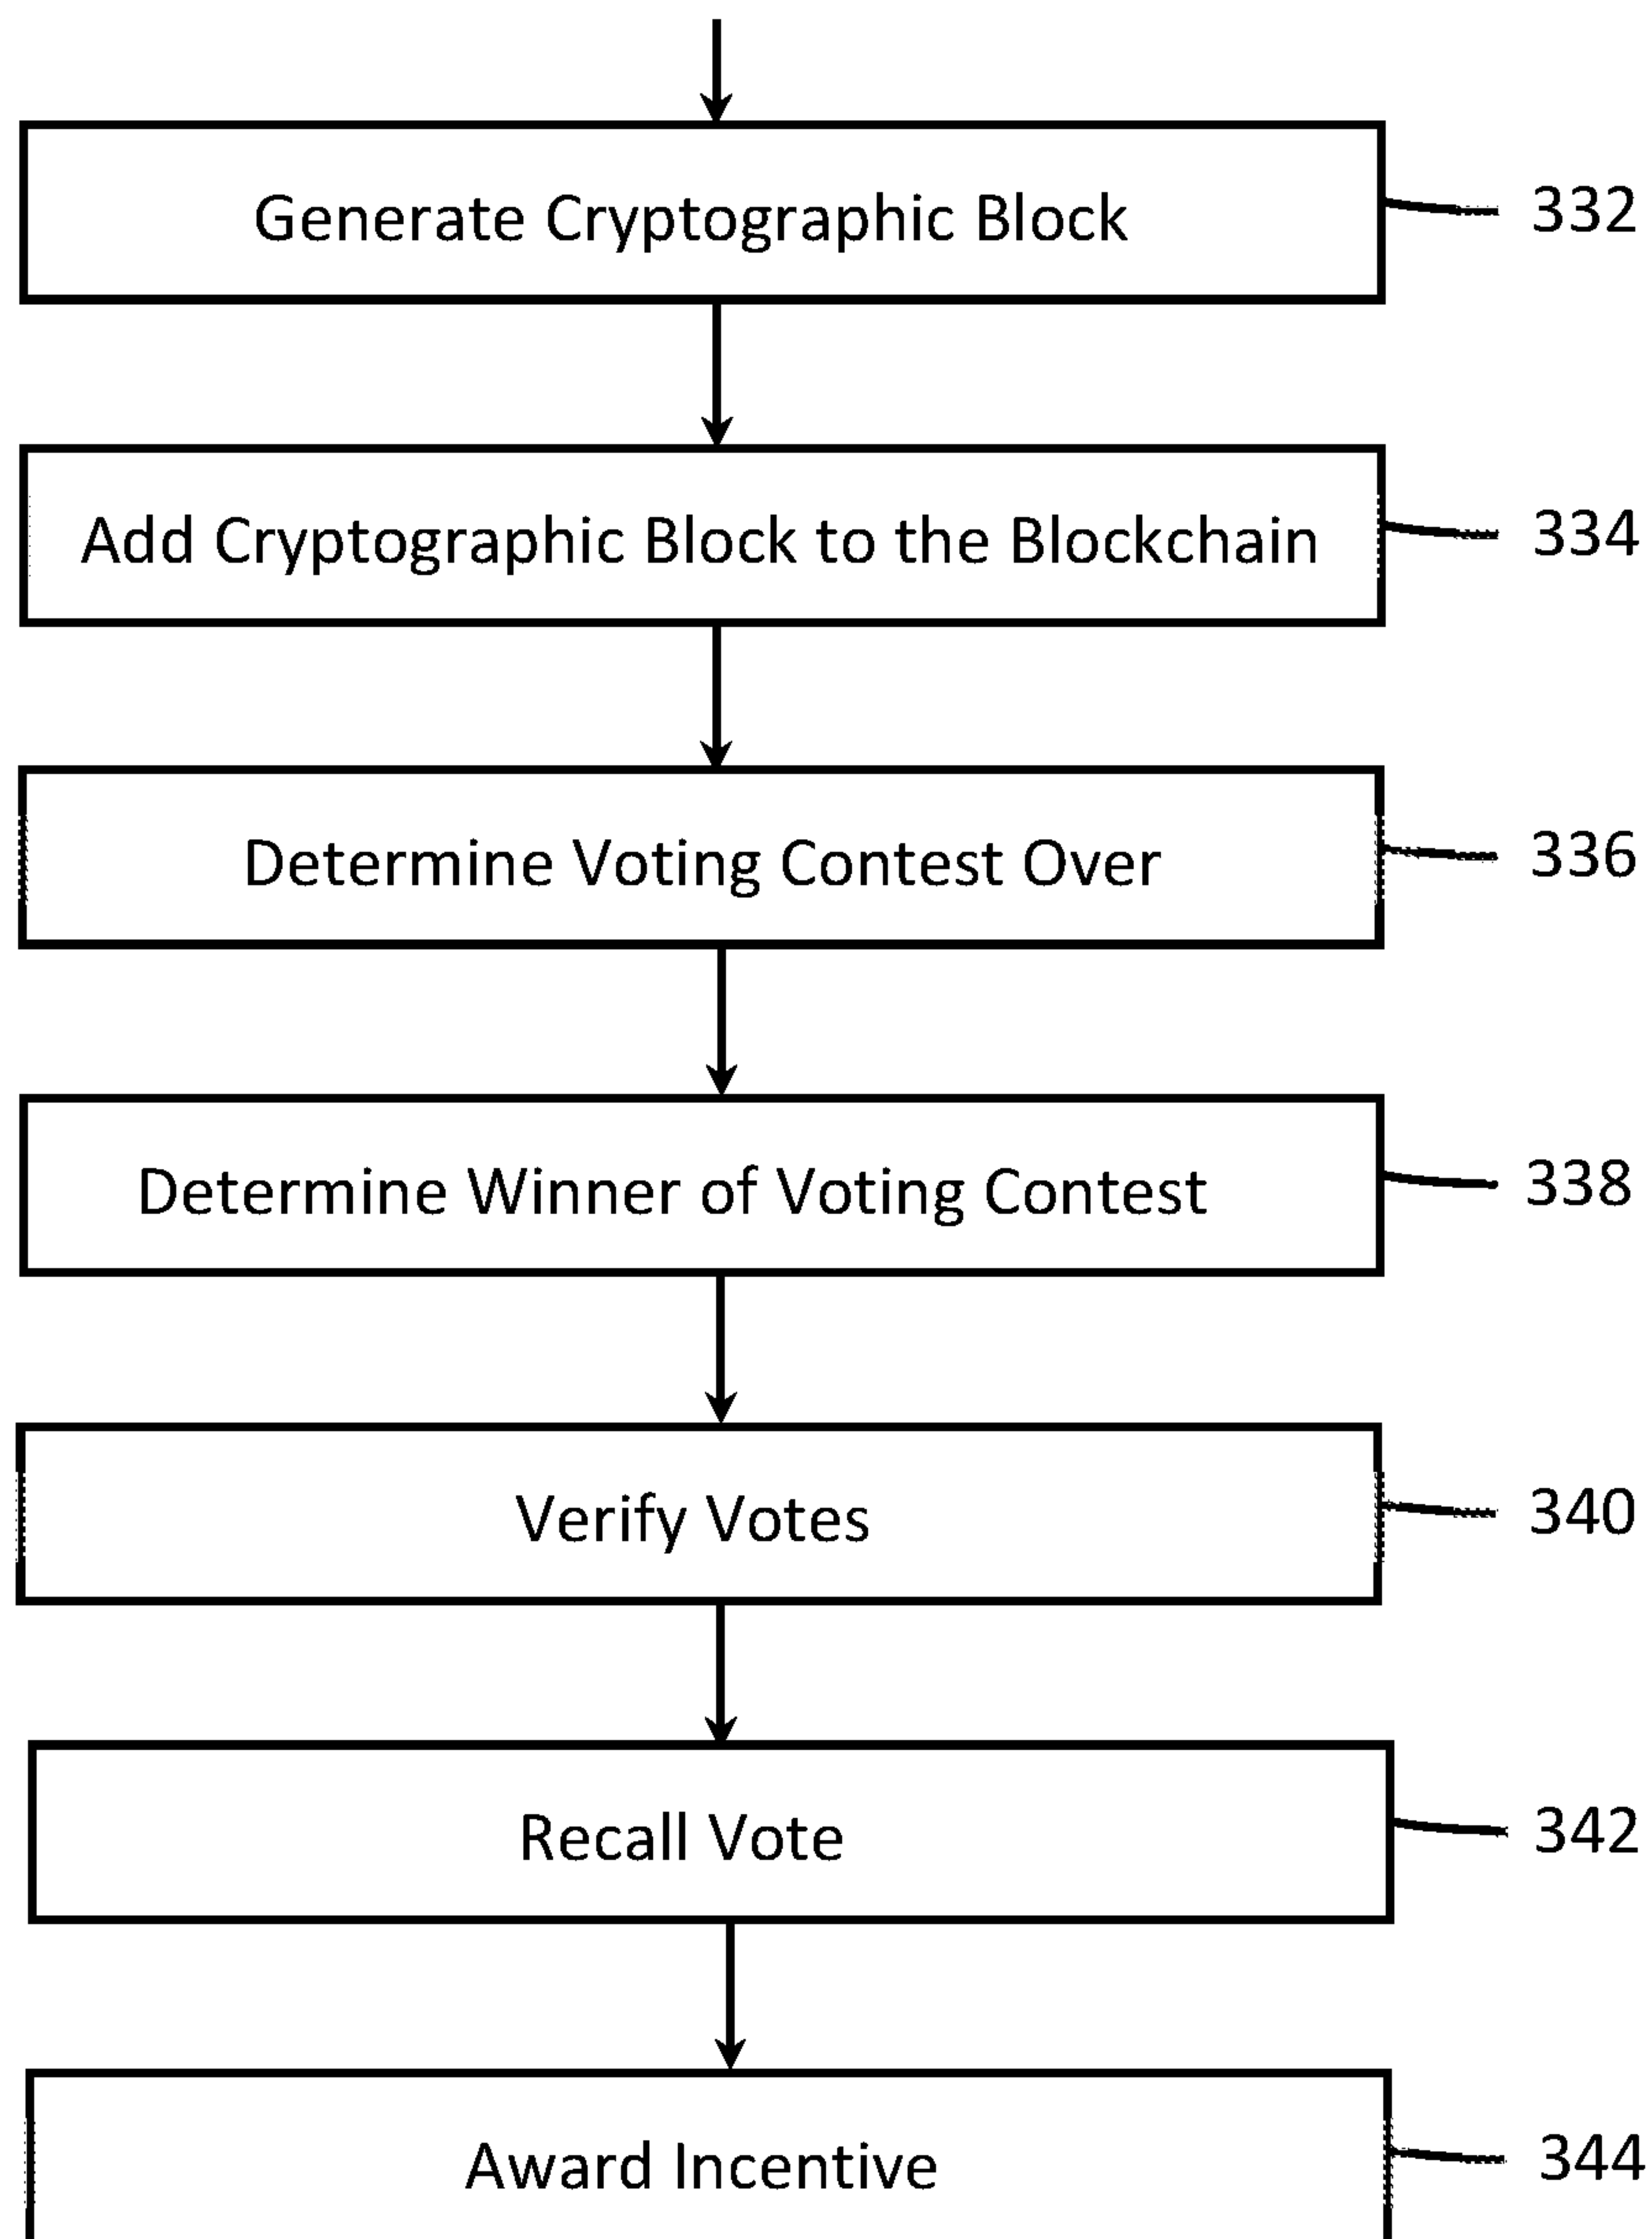 Generate Cryptographic Block 332
Add Cryptographic Block to the Blockchain 334
Determine Voting Contest Over 336
Determine Winner of Voting Contest 338
Verify Votes 340
Recall Vote 342
Award Incentive 344